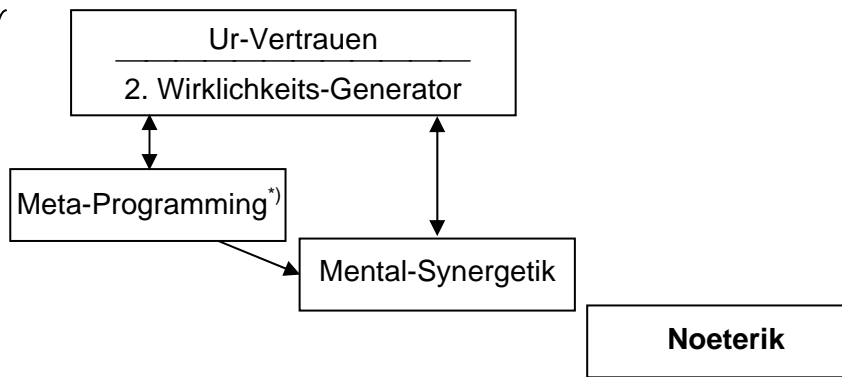 Ur-Vertrauen
2. Wirklichkeits-Generator
Meta-Programming*)
Mental-Synergetik
Noeterik